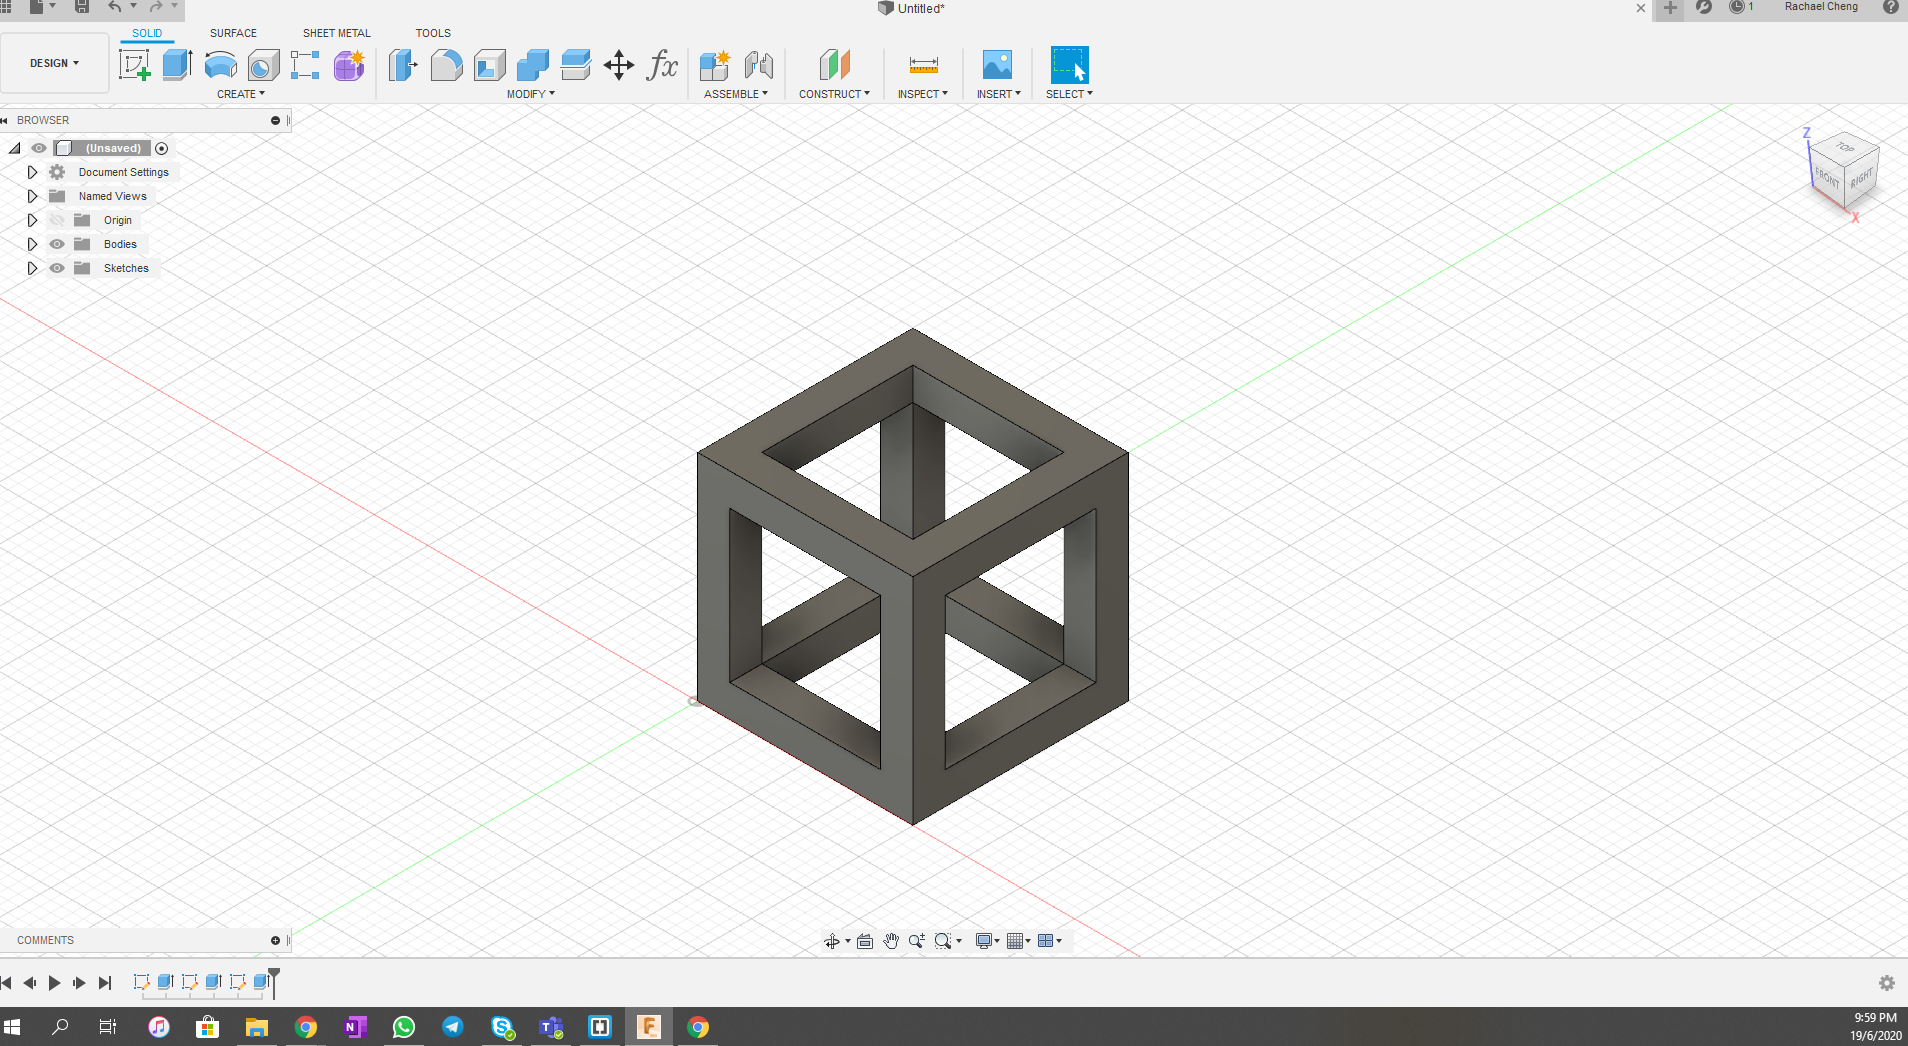 Untitled*
1
Rachael Cheng
DESIGN
SOLID
SURFACE
SHEET METAL
TOOLS
CREATE
MODIFY
ASSEMBLE
CONSTRUCT
INSPECT
INSERT
SELECT
fx
BROWSER
(Unsaved)
Document Settings
Named Views
Origin
Bodies
Sketches
Z
TOP
FRONT
RIGHT
X
COMMENTS
9:59 PM
19/6/2020